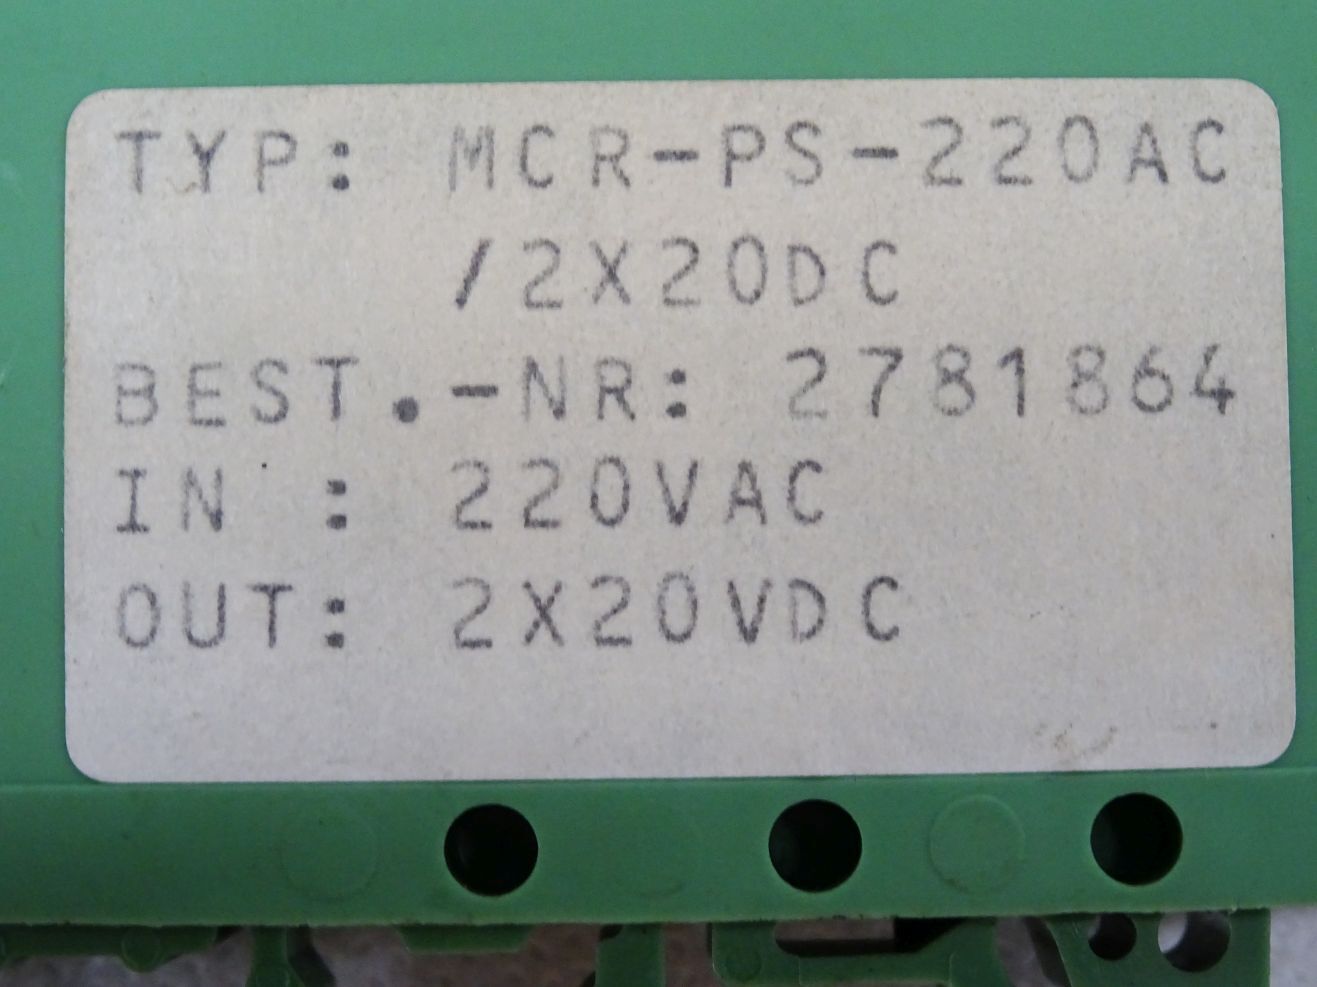 TYP: MCR-PS-220AC
/2X20DC
BEST.-NR: 2781864
IN : 220VAC
OUT: 2X20VDC